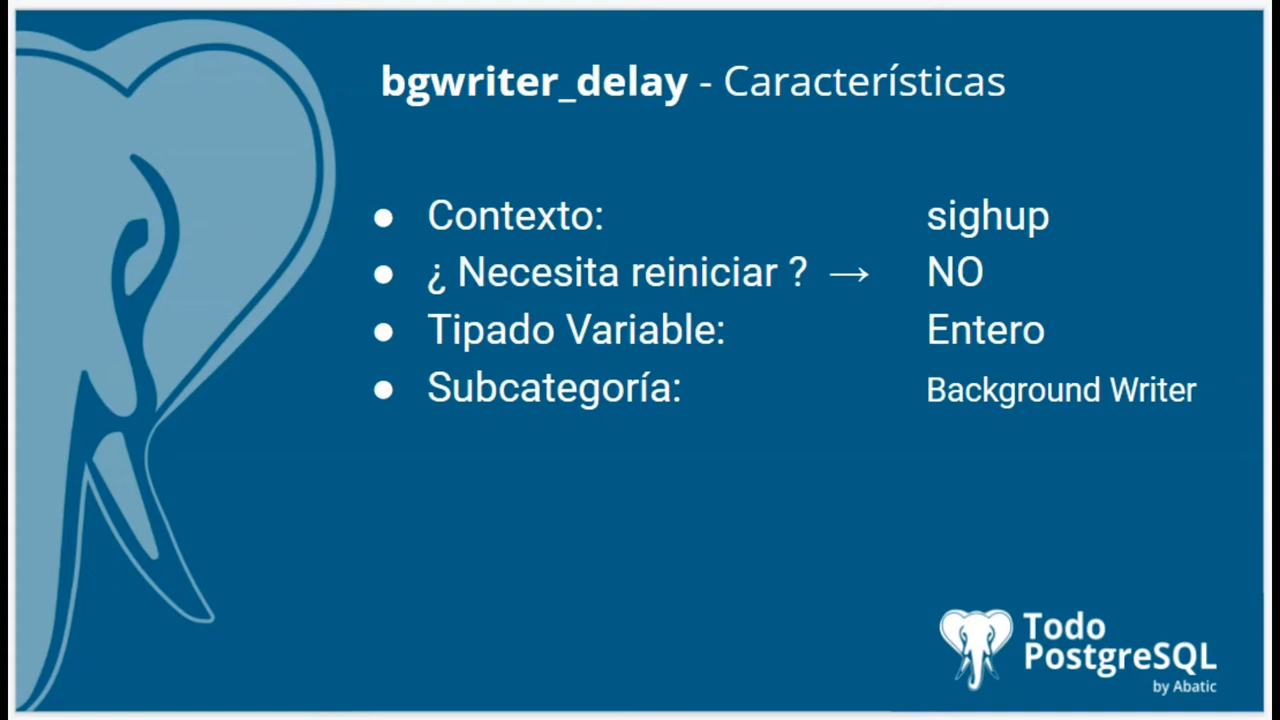 bgwriter_delay - Características
● Contexto: sighup
● ¿ Necesita reiniciar ? → NO
● Tipado Variable: Entero
● Subcategoría: Background Writer
Todo
PostgreSQL
by Abatic